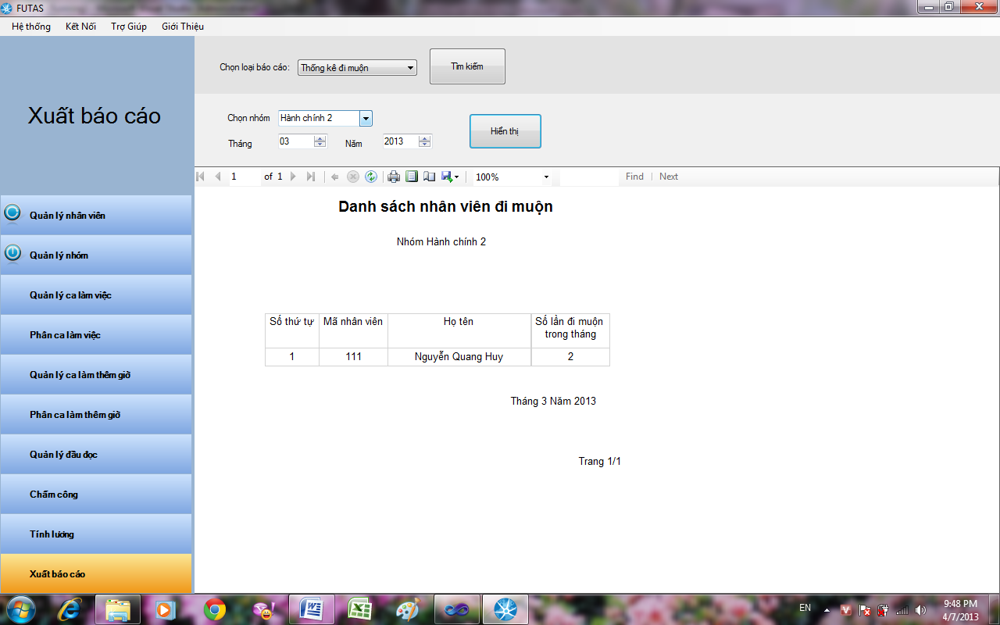 FUTAS
Hệ thống Kết Nối Trợ Giúp Giới Thiệu
Xuất báo cáo
Chọn loại báo cáo: Thống kê đi muộn Tìm kiếm
Chọn nhóm Hành chính 2
Tháng 03 Năm 2013 Hiển thị
1 of 1 100% Find | Next
Quản lý nhân viên
Quản lý nhóm
Quản lý ca làm việc
Phân ca làm việc
Quản lý ca làm thêm giờ
Phân ca làm thêm giờ
Quản lý đầu đọc
Chấm công
Tính lương
Xuất báo cáo
Danh sách nhân viên đi muộn
Nhóm Hành chính 2
Số thứ tự Mã nhân viên Họ tên Số lần đi muộn
trong tháng
1 111 Nguyễn Quang Huy 2
Tháng 3 Năm 2013
Trang 1/1
EN 9:48 PM
4/7/2013